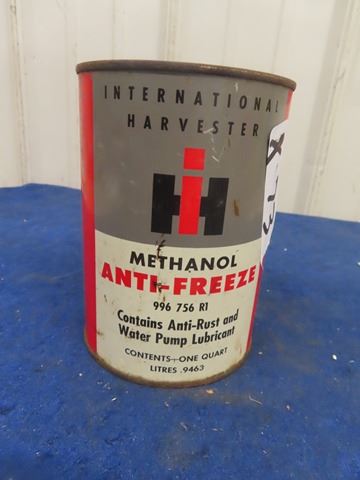 INTERNATIONAL
HARVESTER
IH
METHANOL
ANTI-FREEZE
996 756 R1
Contains Anti-Rust and
Water Pump Lubricant
CONTENTS-ONE QUART
LITRES .9463